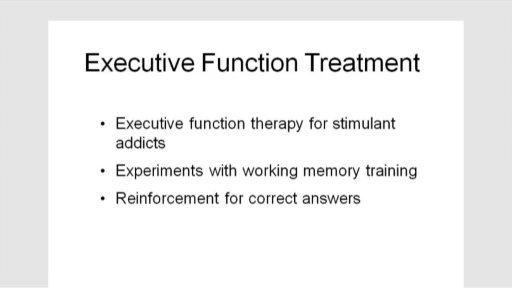 Executive Function Treatment
• Executive function therapy for stimulant
addicts
• Experiments with working memory training
• Reinforcement for correct answers